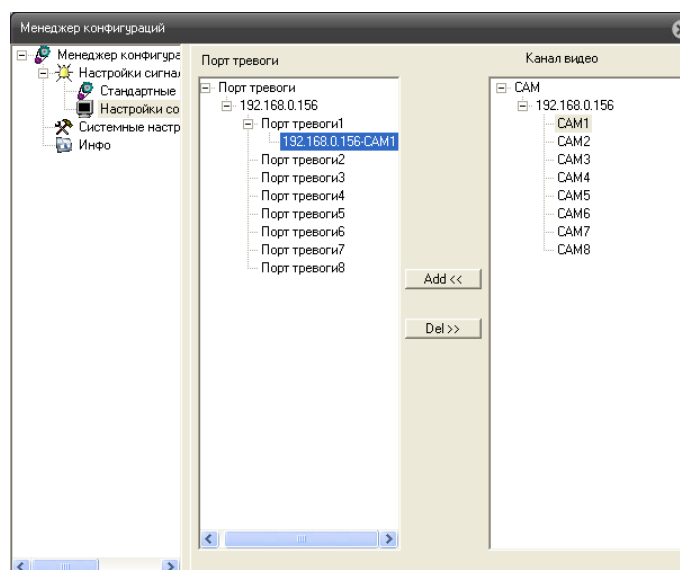 Менеджер конфигураций
Менеджер конфигура
Настройки сигнал
Стандартные
Настройки со
Системные настр
Инфо
Порт тревоги
Порт тревоги
192.168.0.156
Порт тревоги1
192.168.0.156-CAM1
Порт тревоги2
Порт тревоги3
Порт тревоги4
Порт тревоги5
Порт тревоги6
Порт тревоги7
Порт тревоги8
Add <<
Del >>
Канал видео
CAM
192.168.0.156
CAM1
CAM2
CAM3
CAM4
CAM5
CAM6
CAM7
CAM8